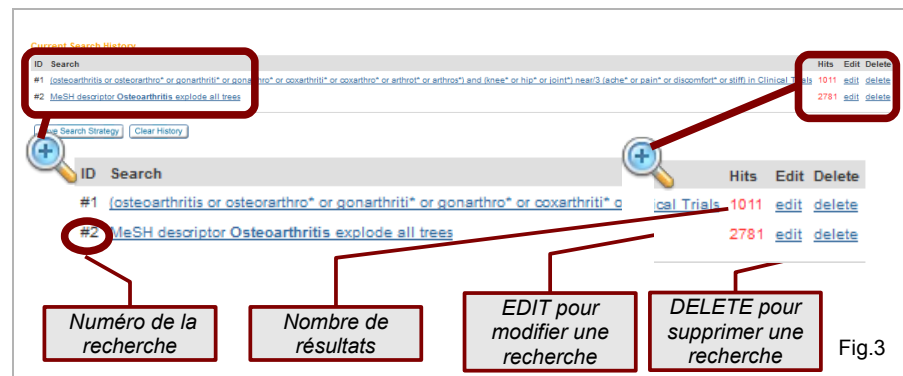 Current Search History
ID Search Hits Edit Delete
#1 (osteoarthritis or osteorarthro* or gonarthriti* or gonarthro* or coxarthriti* or coxarthro* or arthrot* or arthros*) and (knee* or hip* or joint*) near/3 (ache* or pain* or discomfort* or stiff) in Clinical Trials 1011 edit delete
#2 MeSH descriptor Osteoarthritis explode all trees 2781 edit delete
Search Strategy Clear History
ID Search Hits Edit Delete
#1 (osteoarthritis or osteorarthro* or gonarthriti* or gonarthro* or coxarthriti* o ical Trials 1011 edit delete
#2 MeSH descriptor Osteoarthritis explode all trees 2781 edit delete
Numéro de la
recherche
Nombre de
résultats
EDIT pour
modifier une
recherche
DELETE pour
supprimer une
recherche
Fig.3